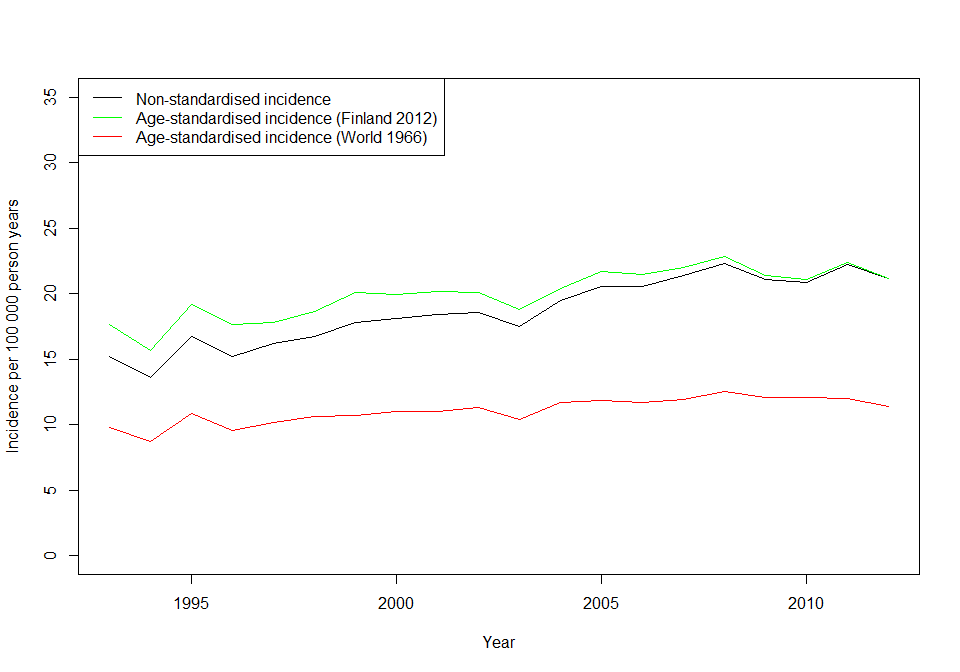 Non-standardised incidence
Age-standardised incidence (Finland 2012)
Age-standardised incidence (World 1966)
Incidence per 100 000 person years
35
30
25
20
15
10
5
0
1995 2000 2005 2010
Year